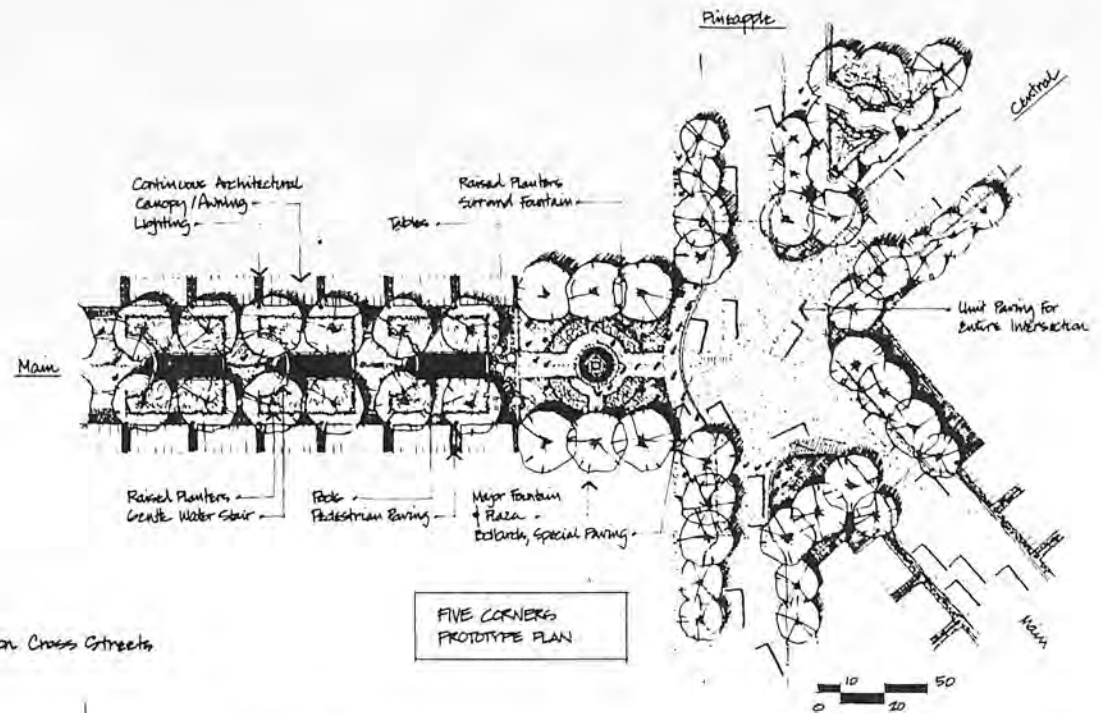 Pineapple
Central
Continuous Architectural
Canopy/Awning
Lighting
Tables
Raised Planters
Surround Fountain
Unit Paving For
Entire Intersection
Main
Raised Planters
Gentle Water Stair
Pools
Pedestrian Paving
Major Fountain
& Plaza
Bollards, Special Paving
FIVE CORNERS
PROTOTYPE PLAN
on Cross Streets
Main
10 50
0 20